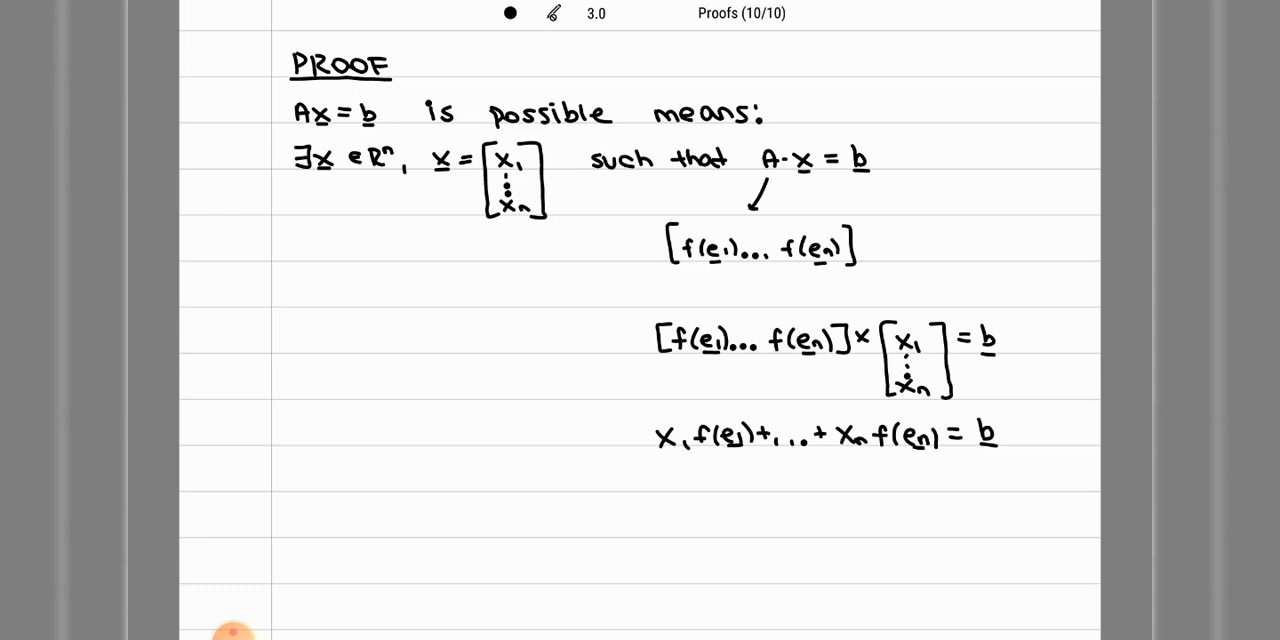 3.0 Proofs (10/10)
PROOF
Ax = b is possible means:
∃x ∈ Rⁿ, x = [x₁ ⋮ xₙ] such that A·x = b
[f(e₁)... f(eₙ)]
[f(e₁)... f(eₙ)] × [x₁ ⋮ xₙ] = b
x₁f(e₁)+...+ xₙf(eₙ) = b